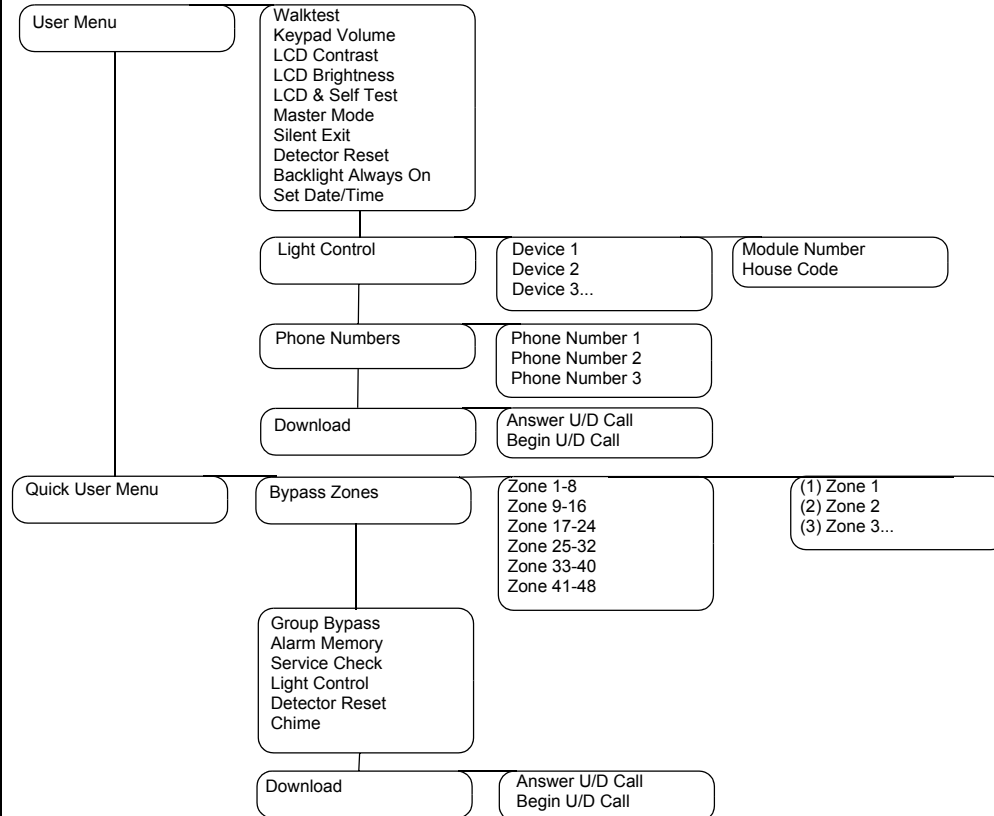 User Menu
Walktest
Keypad Volume
LCD Contrast
LCD Brightness
LCD & Self Test
Master Mode
Silent Exit
Detector Reset
Backlight Always On
Set Date/Time
Light Control
Device 1
Device 2
Device 3...
Module Number
House Code
Phone Numbers
Phone Number 1
Phone Number 2
Phone Number 3
Download
Answer U/D Call
Begin U/D Call
Quick User Menu
Bypass Zones
Zone 1-8
Zone 9-16
Zone 17-24
Zone 25-32
Zone 33-40
Zone 41-48
(1) Zone 1
(2) Zone 2
(3) Zone 3...
Group Bypass
Alarm Memory
Service Check
Light Control
Detector Reset
Chime
Download
Answer U/D Call
Begin U/D Call